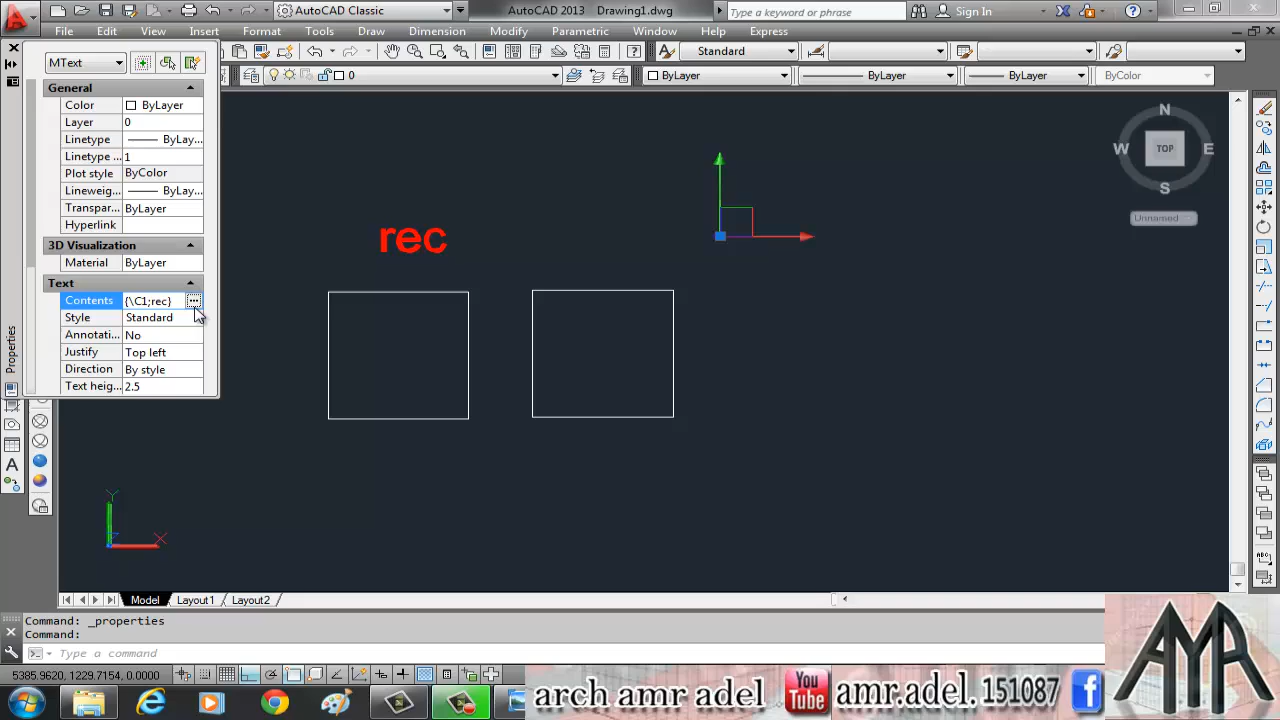 AutoCAD Classic
AutoCAD 2013 Drawing1.dwg
Type a keyword or phrase
Sign In
File Edit View Insert Format Tools Draw Dimension Modify Parametric Window Help Express
Standard
0
ByLayer
ByLayer
ByLayer
ByColor
MText
General
Color ByLayer
Layer 0
Linetype ByLay...
Linetype ... 1
Plot style ByColor
Lineweig... ByLay...
Transpar... ByLayer
Hyperlink
3D Visualization
Material ByLayer
Text
Contents {\C1;rec}
Style Standard
Annotati... No
Justify Top left
Direction By style
Text heig... 2.5
Properties
rec
N
W TOP E
S
Unnamed
Y
X
Model Layout1 Layout2
Command: _properties
Command:
Type a command
5385.9620, 1229.7154, 0.0000
arch amr adel
You Tube
amr.adel. 151087
f
AYA